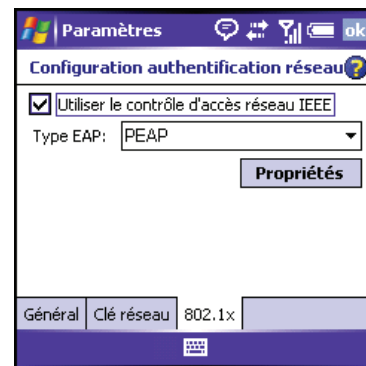 Paramètres ok
Configuration authentification réseau ?
Utiliser le contrôle d'accès réseau IEEE
Type EAP: PEAP
Propriétés
Général Clé réseau 802.1x